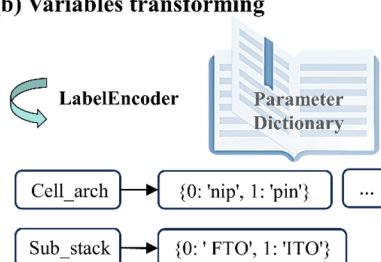 b) Variables transforming
LabelEncoder
Parameter
Dictionary
Cell_arch
{0: 'nip', 1: 'pin'}
...
Sub_stack
{0: ' FTO', 1: 'ITO'}